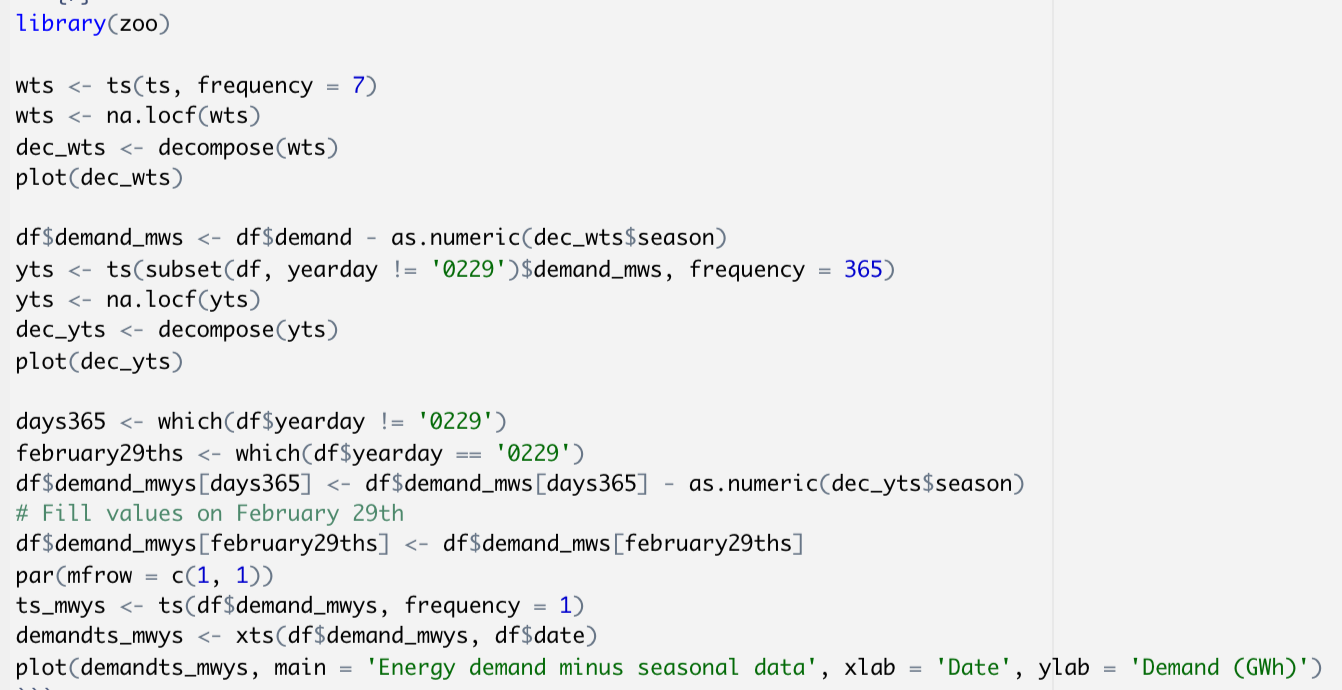 library(zoo)
wts <- ts(ts, frequency = 7)
wts <- na.locf(wts)
dec_wts <- decompose(wts)
plot(dec_wts)
df$demand_mws <- df$demand - as.numeric(dec_wts$season)
yts <- ts(subset(df, yearday != '0229')$demand_mws, frequency = 365)
yts <- na.locf(yts)
dec_yts <- decompose(yts)
plot(dec_yts)
days365 <- which(df$yearday != '0229')
february29ths <- which(df$yearday == '0229')
df$demand_mwys[days365] <- df$demand_mws[days365] - as.numeric(dec_yts$season)
# Fill values on February 29th
df$demand_mwys[february29ths] <- df$demand_mws[february29ths]
par(mfrow = c(1, 1))
ts_mwys <- ts(df$demand_mwys, frequency = 1)
demandts_mwys <- xts(df$demand_mwys, df$date)
plot(demandts_mwys, main = 'Energy demand minus seasonal data', xlab = 'Date', ylab = 'Demand (GWh)')